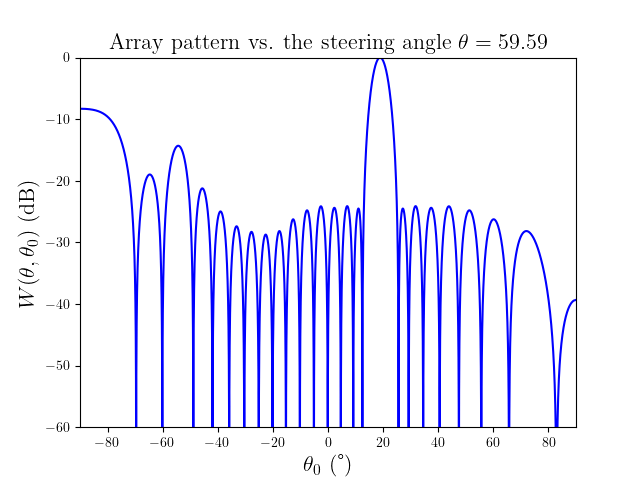 Array pattern vs. the steering angle θ = 59.59
0
−10
−20
−30
−40
−50
−60
W(θ, θ₀) (dB)
−80 −60 −40 −20 0 20 40 60 80
θ₀ (°)